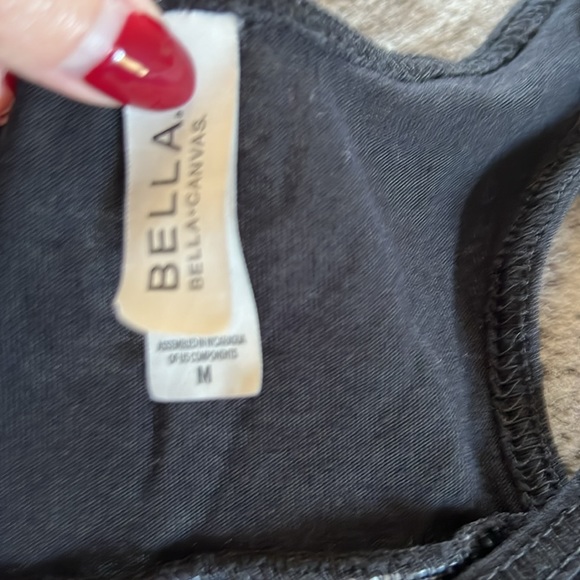 BELLA.
BELLA+CANVAS.
ASSEMBLED IN NICARAGUA
OF US COMPONENTS
M